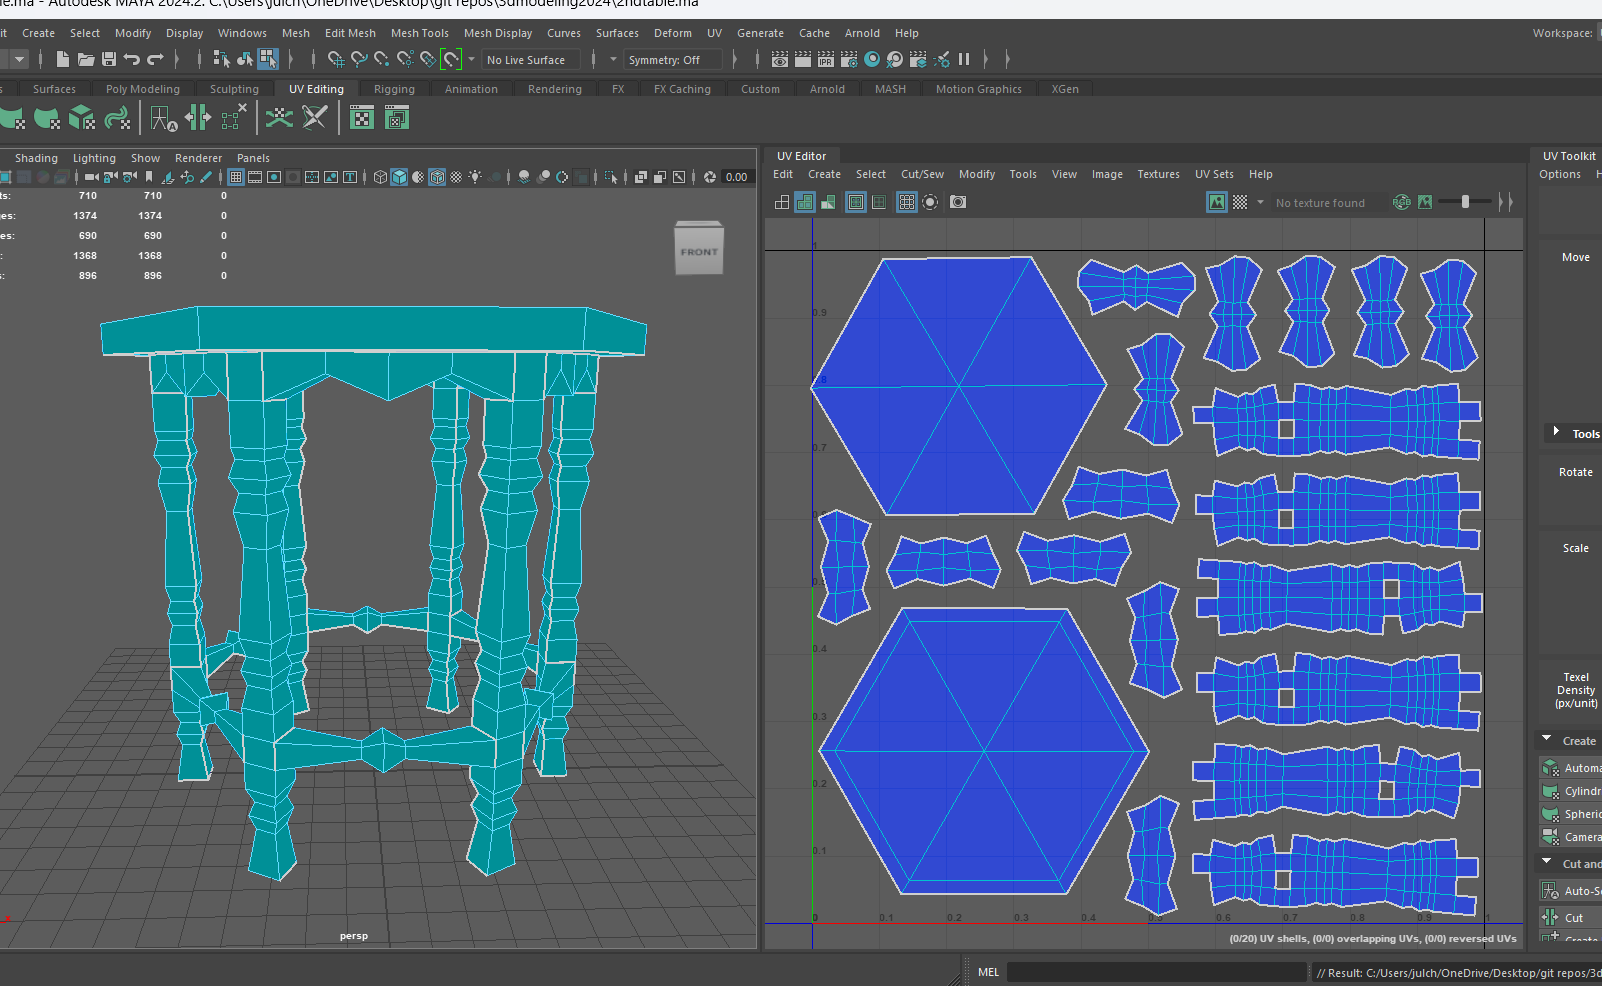 le.ma - Autodesk MAYA 2024.2: C:\Users\julch\OneDrive\Desktop\git repos\3dmodeling2024\2ndtable.ma
it Create Select Modify Display Windows Mesh Edit Mesh Mesh Tools Mesh Display Curves Surfaces Deform UV Generate Cache Arnold Help Workspace:
No Live Surface Symmetry: Off IPR
s Surfaces Poly Modeling Sculpting UV Editing Rigging Animation Rendering FX FX Caching Custom Arnold MASH Motion Graphics XGen
Shading Lighting Show Renderer Panels
0.00
ts: 710 710 0
ges: 1374 1374 0
es: 690 690 0
: 1368 1368 0
s: 896 896 0
FRONT
persp
UV Editor
Edit Create Select Cut/Sew Modify Tools View Image Textures UV Sets Help
No texture found RGB
1
0.9
0.7
0.4
0.3
0.2
0.1
0 0.1 0.2 0.3 0.4 0.5 0.6 0.7 0.8 0.9 1
(0/20) UV shells, (0/0) overlapping UVs, (0/0) reversed UVs
UV Toolkit
Options H
Move
Tools
Rotate
Scale
Texel
Density
(px/unit)
Create
Automa
Cylindr
Spheric
Camera
Cut and
Auto-Se
Cut
Create
MEL // Result: C:/Users/julch/OneDrive/Desktop/git repos/3d